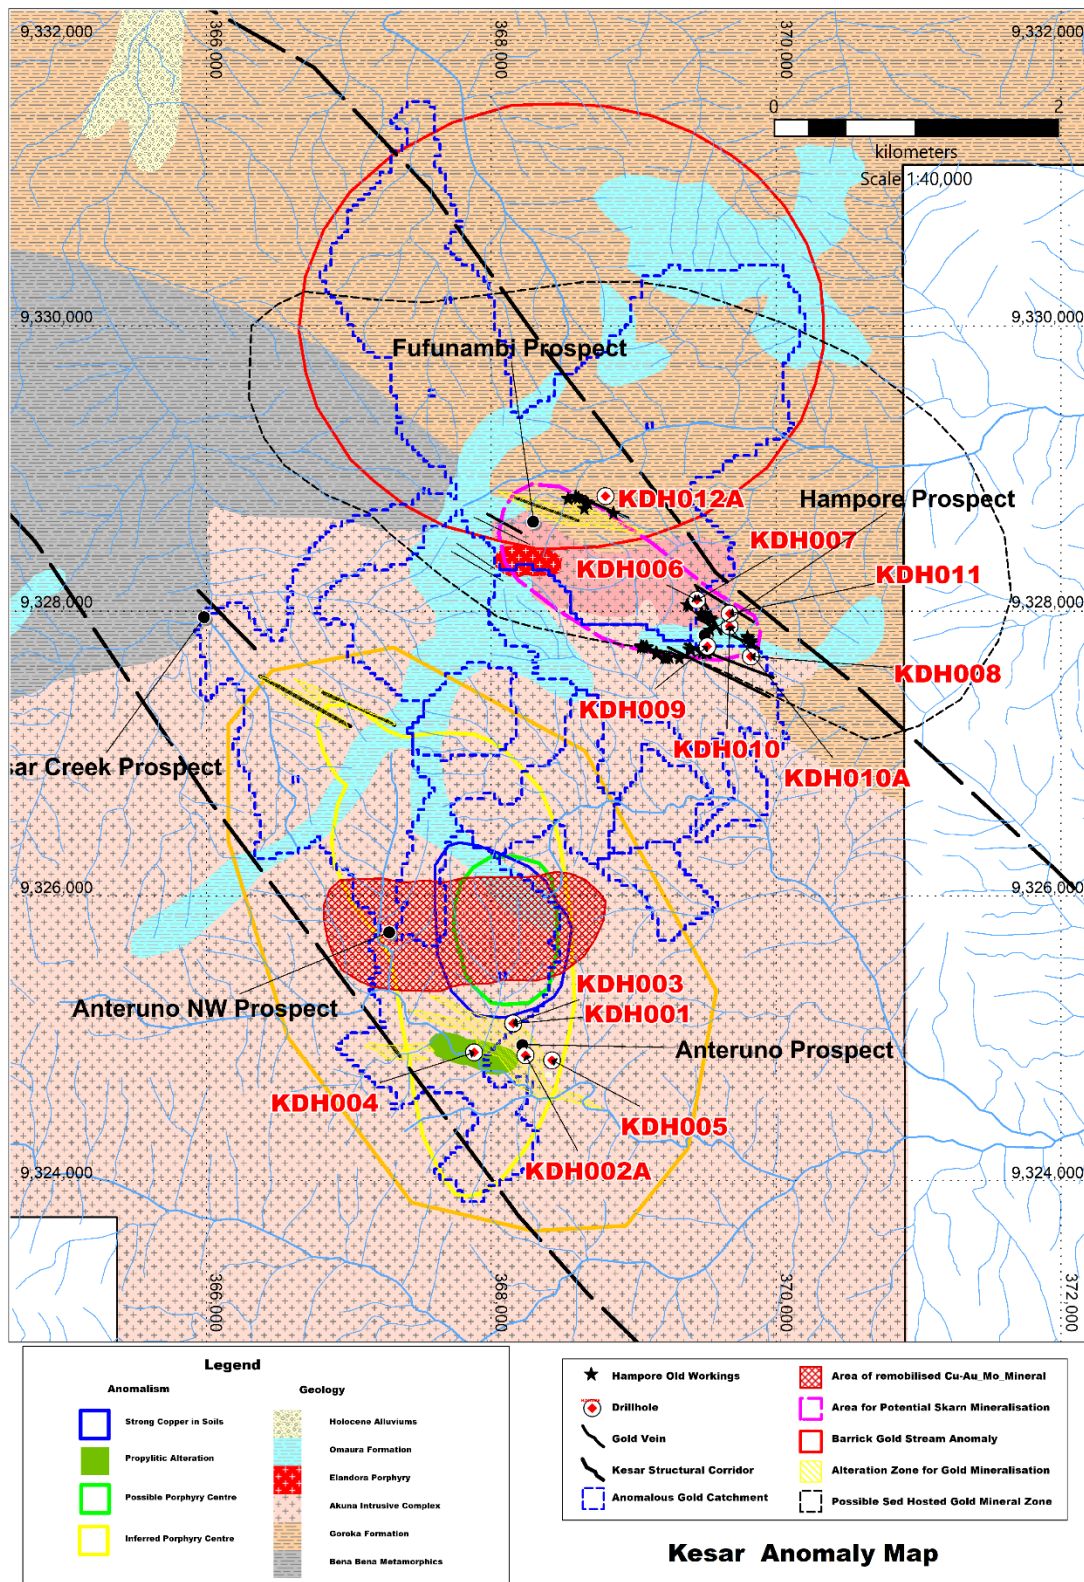 9,332,000
366,000
368,000
370,000
9,332,000
0
2
kilometers
Scale 1:40,000
9,330,000
9,330,000
Fufunambi Prospect
KDH012A
Hampore Prospect
KDH007
KDH006
KDH011
9,328,000
9,328,000
KDH008
KDH009
KDH010
KDH010A
sar Creek Prospect
9,326,000
9,326,000
KDH003
Anteruno NW Prospect
KDH001
Anteruno Prospect
KDH004
KDH005
KDH002A
9,324,000
9,324,000
366,000
368,000
370,000
372,000
Legend
Anomalism
Strong Copper in Soils
Propylitic Alteration
Possible Porphyry Centre
Inferred Porphyry Centre
Geology
Holocene Alluviums
Omaura Formation
Elandora Porphyry
Akuna Intrusive Complex
Goroka Formation
Bena Bena Metamorphics
Hampore Old Workings
Drillhole
Gold Vein
Kesar Structural Corridor
Anomalous Gold Catchment
Area of remobilised Cu-Au_Mo_Mineral
Area for Potential Skarn Mineralisation
Barrick Gold Stream Anomaly
Alteration Zone for Gold Mineralisation
Possible Sed Hosted Gold Mineral Zone
Kesar Anomaly Map